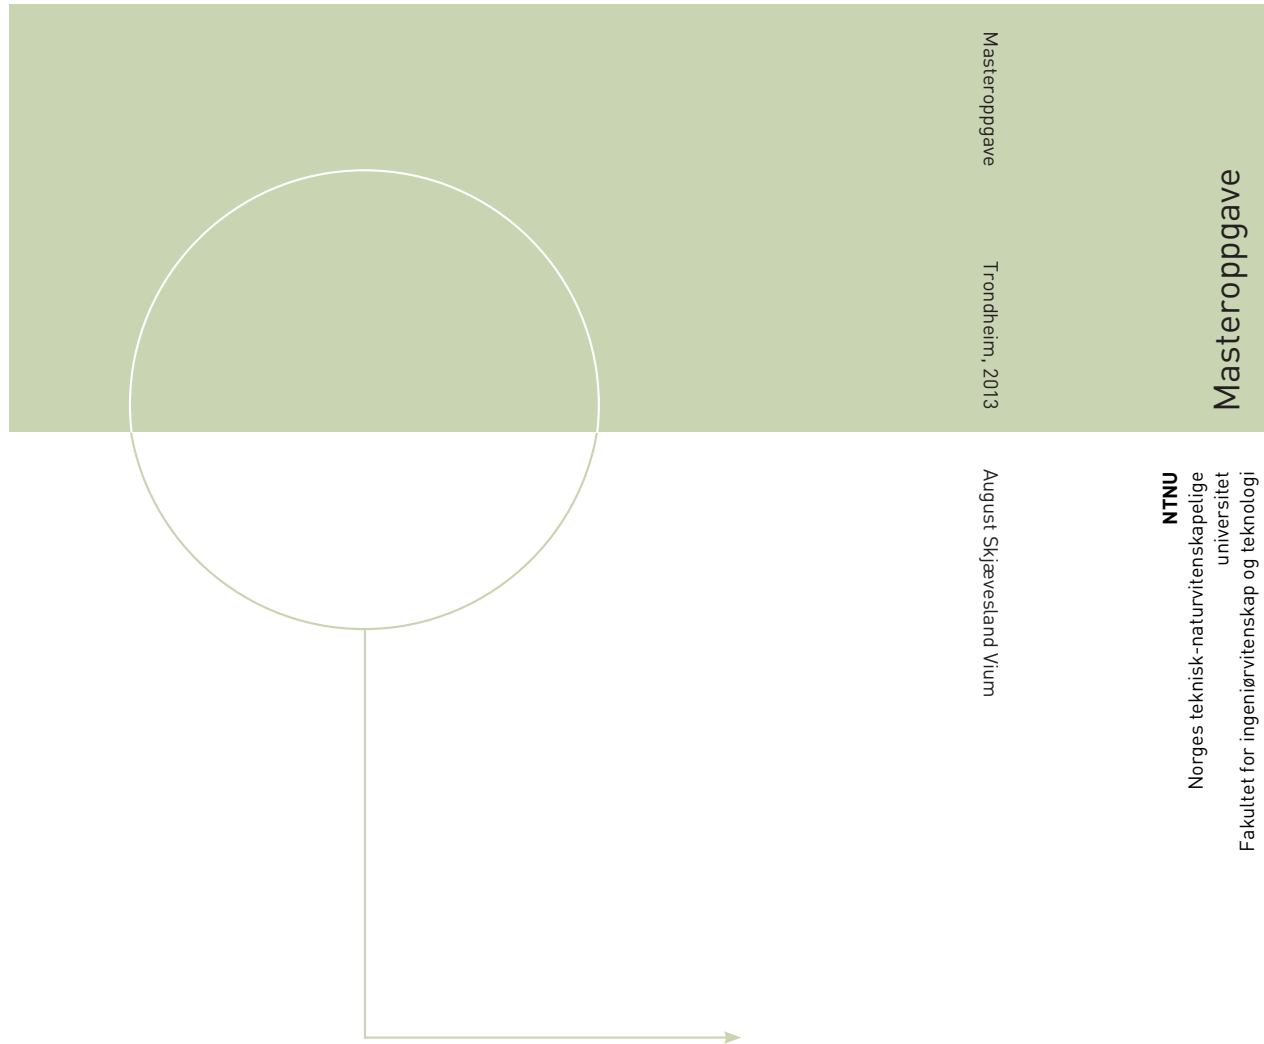 Masteroppgave
Trondheim, 2013
August Skjævesland Vium
Masteroppgave
NTNU
Norges teknisk-naturvitenskapelige
universitet
Fakultet for ingeniørvitenskap og teknologi